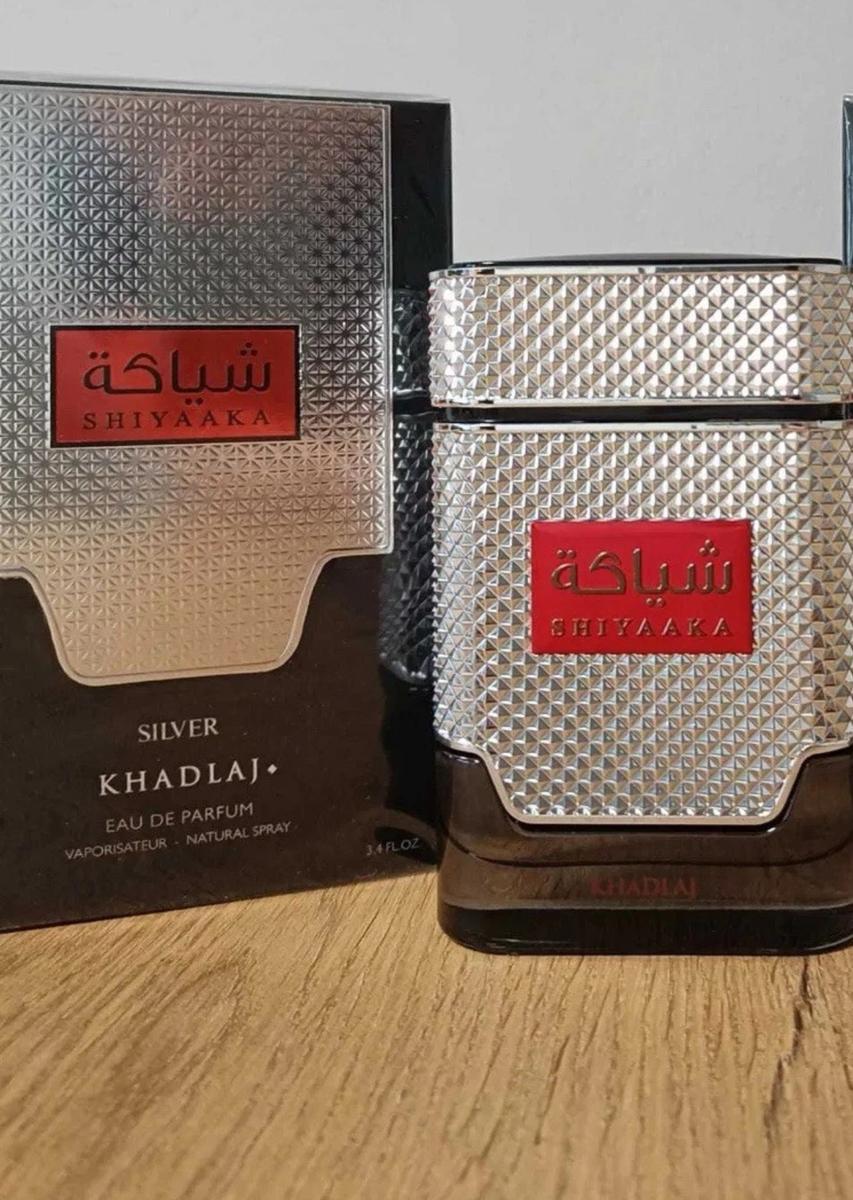 شياكة
SHIYAAKA
SILVER
KHADLAJ
EAU DE PARFUM
VAPORISATEUR - NATURAL SPRAY
3.4 FL.OZ
شياكة
SHIYAAKA
KHADLAJ